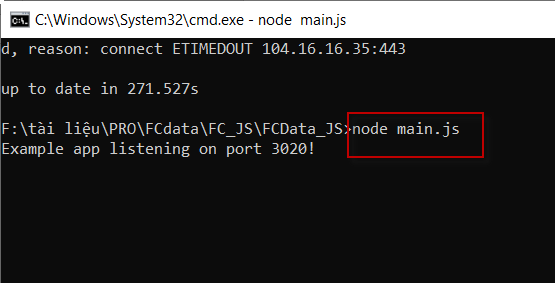 C:\Windows\System32\cmd.exe - node  main.js
d, reason: connect ETIMEDOUT 104.16.16.35:443
up to date in 271.527s
F:\tài liệu\PRO\FCdata\FC_JS\FCData_JS>node main.js
Example app listening on port 3020!